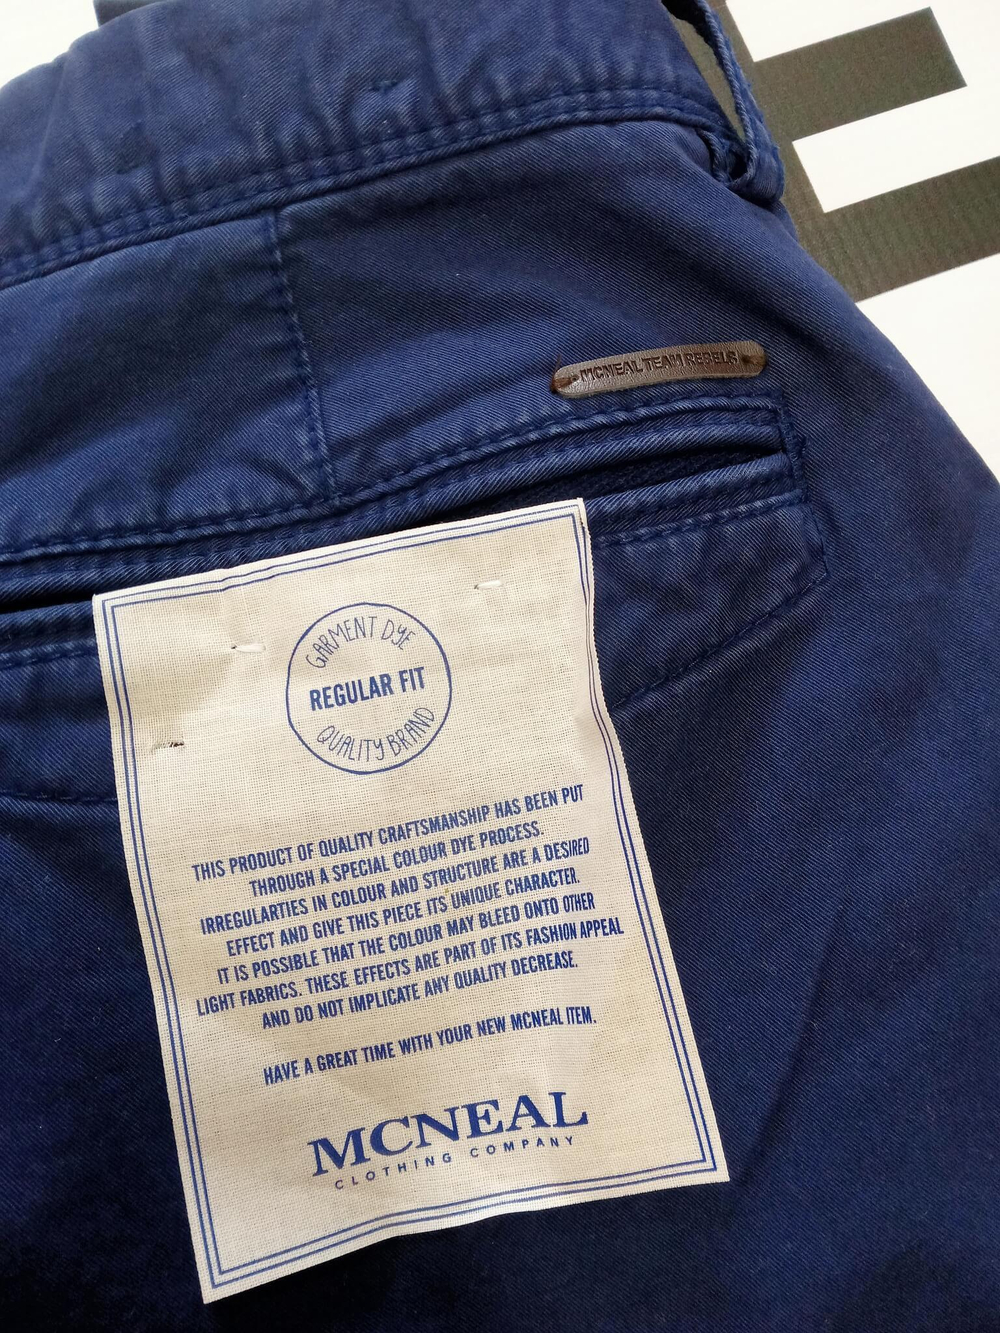 MCNEAL TEAM REBELS
GARMENT DYE
REGULAR FIT
QUALITY BRAND
THIS PRODUCT OF QUALITY CRAFTSMANSHIP HAS BEEN PUT
THROUGH A SPECIAL COLOUR DYE PROCESS.
IRREGULARTIES IN COLOUR AND STRUCTURE ARE A DESIRED
EFFECT AND GIVE THIS PIECE ITS UNIQUE CHARACTER.
IT IS POSSIBLE THAT THE COLOUR MAY BLEED ONTO OTHER
LIGHT FABRICS. THESE EFFECTS ARE PART OF ITS FASHION APPEAL
AND DO NOT IMPLICATE ANY QUALITY DECREASE.
HAVE A GREAT TIME WITH YOUR NEW MCNEAL ITEM.
MCNEAL
CLOTHING COMPANY